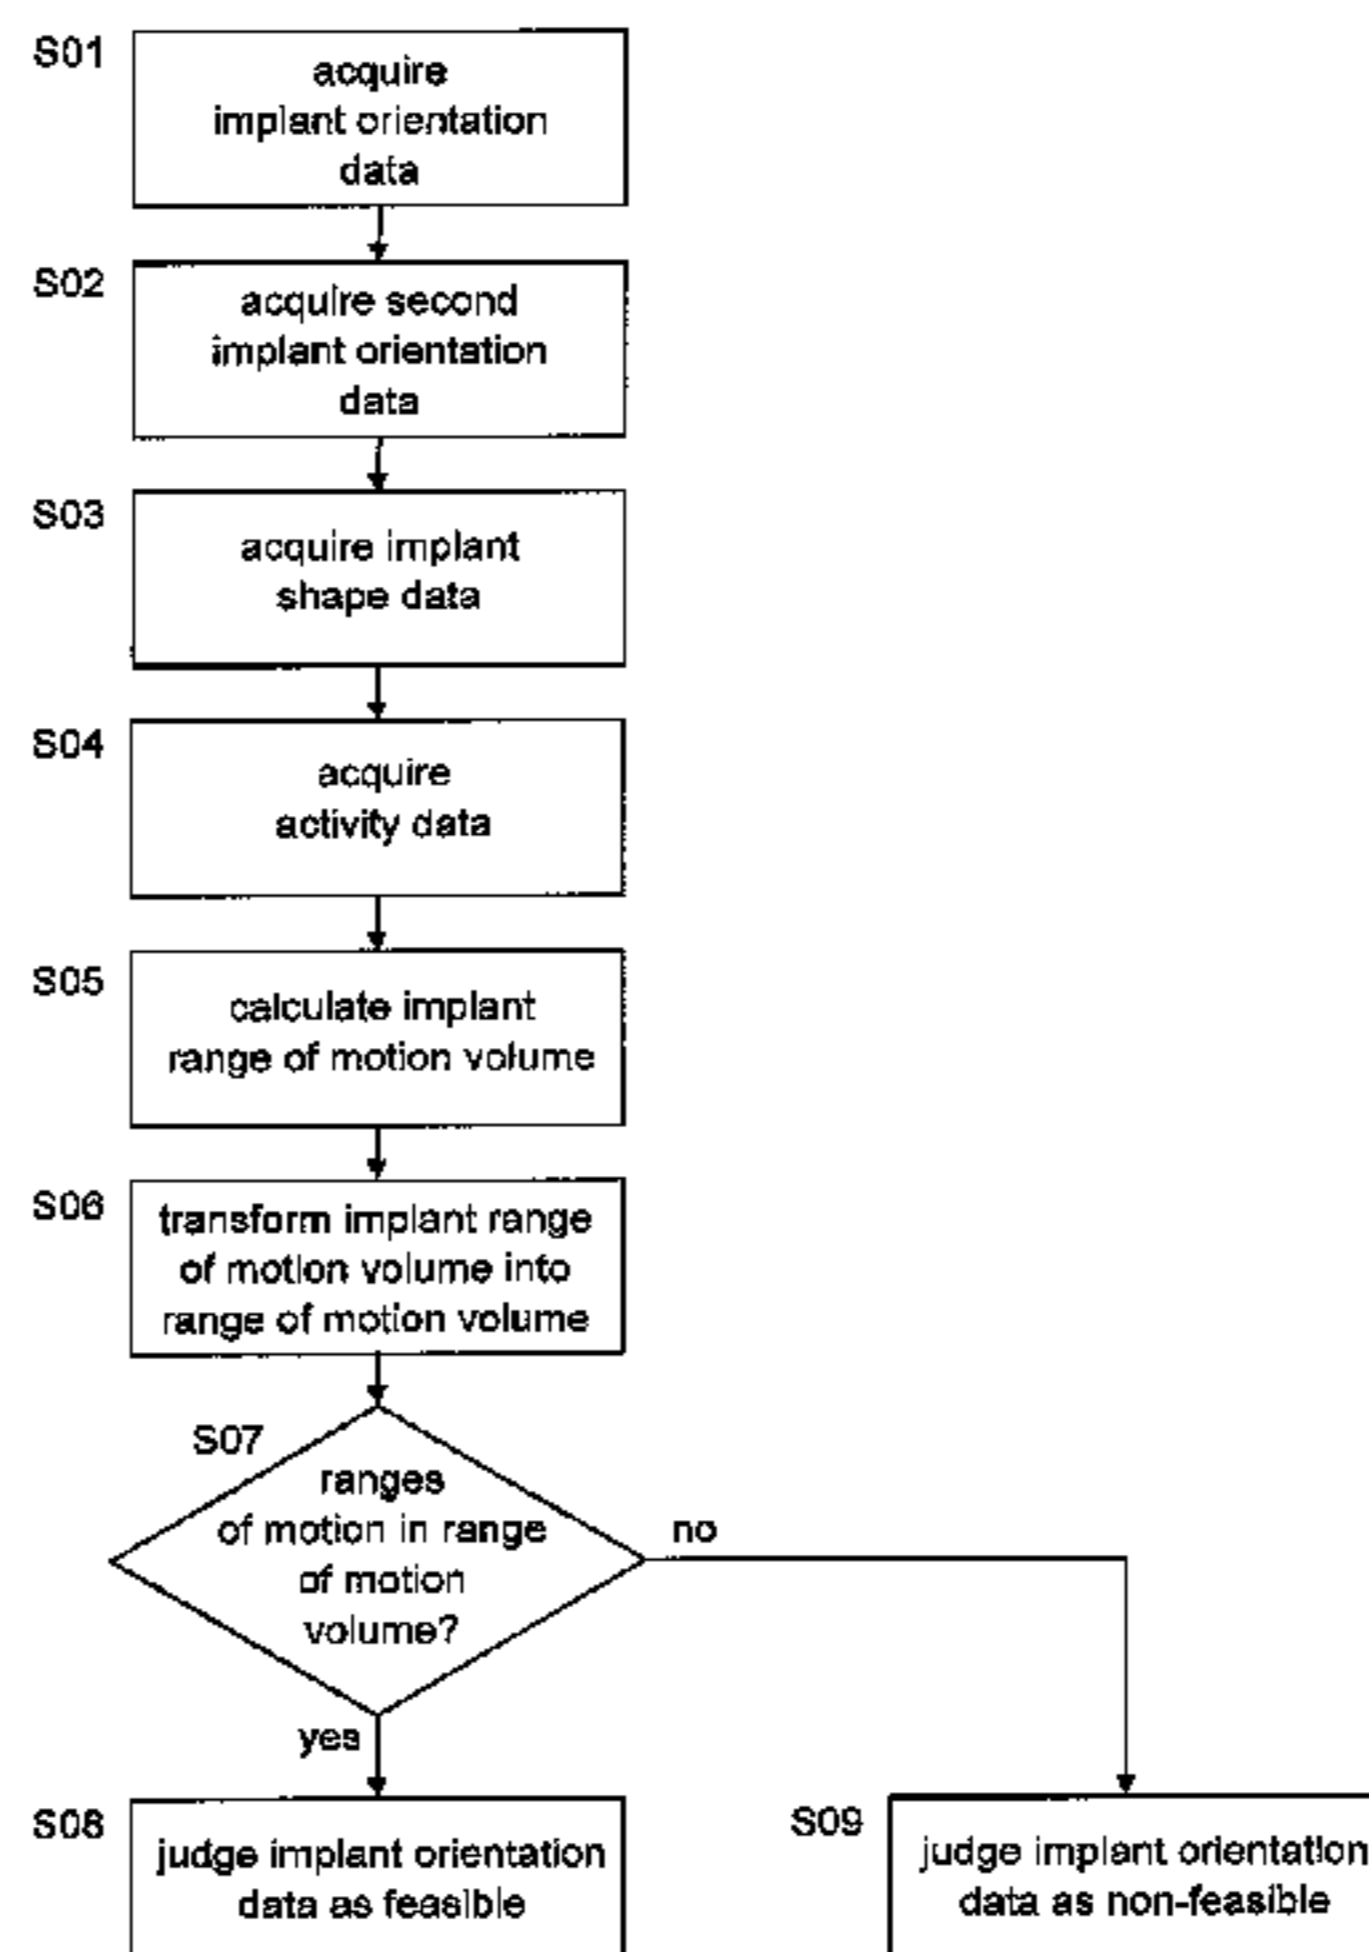 S01
acquire
implant orientation
data
S02
acquire second
implant orientation
data
S03
acquire implant
shape data
S04
acquire
activity data
S05
calculate implant
range of motion volume
S06
transform implant range
of motion volume into
range of motion volume
S07
ranges
of motion in range
of motion
volume?
no
yes
S08
judge implant orientation
data as feasible
S09
judge implant orientation
data as non-feasible